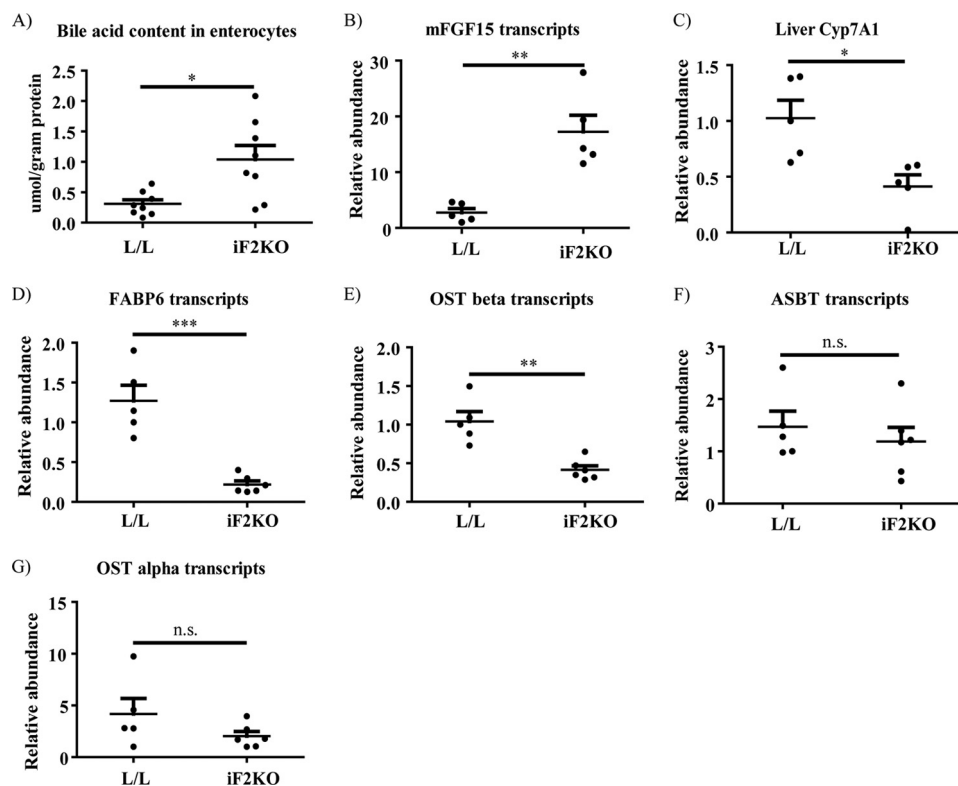 A)
Bile acid content in enterocytes
umol/gram protein
2.5
2.0
1.5
1.0
0.5
0.0
*
L/L
iF2KO
B)
mFGF15 transcripts
Relative abundance
30
20
10
0
**
L/L
iF2KO
C)
Liver Cyp7A1
Relative abundance
1.5
1.0
0.5
0.0
*
L/L
iF2KO
D)
FABP6 transcripts
Relative abundance
2.0
1.5
1.0
0.5
0.0
***
L/L
iF2KO
E)
OST beta transcripts
Relative abundance
2.0
1.5
1.0
0.5
0.0
**
L/L
iF2KO
F)
ASBT transcripts
Relative abundance
3
2
1
0
n.s.
L/L
iF2KO
G)
OST alpha transcripts
Relative abundance
15
10
5
0
n.s.
L/L
iF2KO